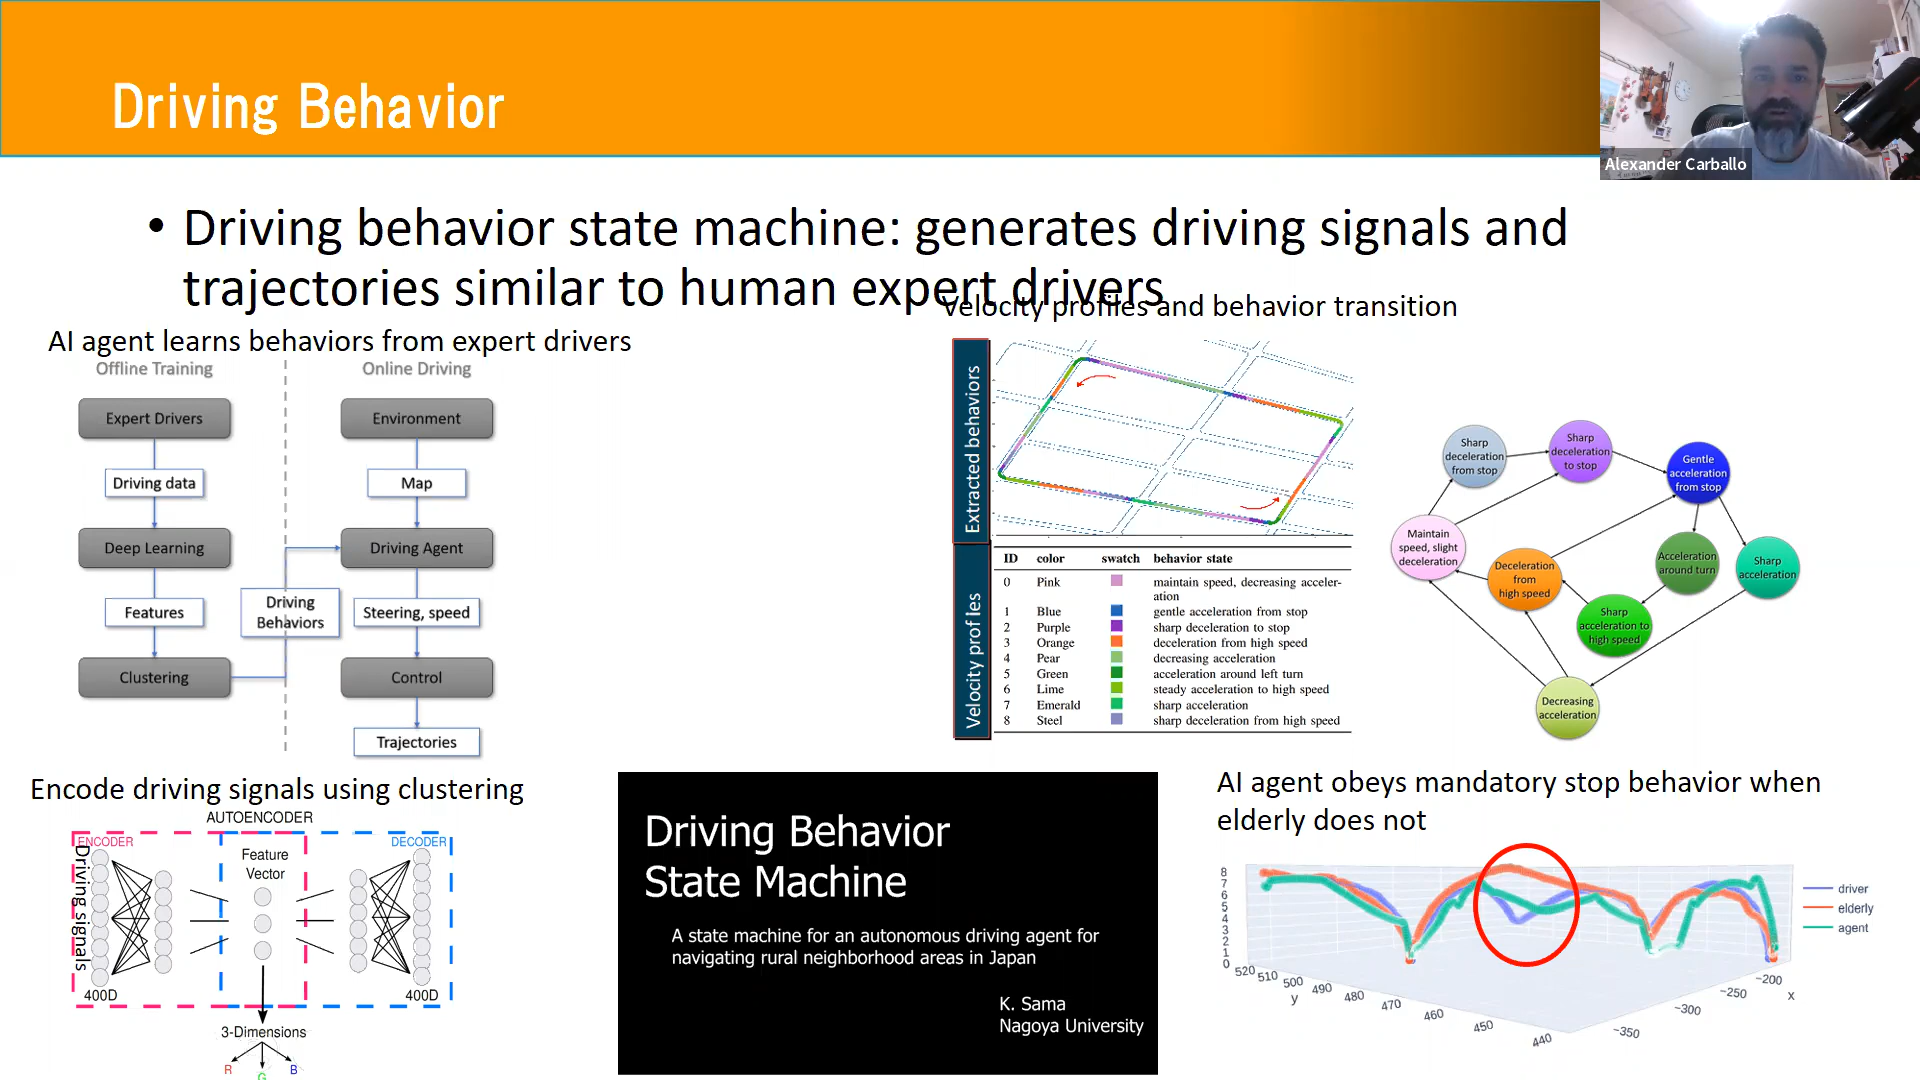 Driving Behavior
Alexander Carballo
• Driving behavior state machine: generates driving signals and
trajectories similar to human expert drivers
AI agent learns behaviors from expert drivers
Offline Training
Online Driving
Expert Drivers
Driving data
Deep Learning
Features
Clustering
Driving
Behaviors
Environment
Map
Driving Agent
Steering, speed
Control
Trajectories
Velocity profiles and behavior transition
Extracted behaviors
Velocity prof les
ID color swatch behavior state
0 Pink maintain speed, decreasing acceler-
ation
1 Blue gentle acceleration from stop
2 Purple sharp deceleration to stop
3 Orange deceleration from high speed
4 Pear decreasing acceleration
5 Green acceleration around left turn
6 Lime steady acceleration to high speed
7 Emerald sharp acceleration
8 Steel sharp deceleration from high speed
Sharp
deceleration
from stop
Sharp
deceleration
to stop
Gentle
acceleration
from stop
Maintain
speed, slight
deceleration
Deceleration
from
high speed
Acceleration
around turn
Sharp
acceleration
Sharp
acceleration to
high speed
Decreasing
acceleration
Encode driving signals using clustering
AUTOENCODER
ENCODER
DECODER
Driving signals
Feature
Vector
400D
400D
3-Dimensions
R
G
B
Driving Behavior
State Machine
A state machine for an autonomous driving agent for
navigating rural neighborhood areas in Japan
K. Sama
Nagoya University
AI agent obeys mandatory stop behavior when
elderly does not
8
7
6
5
4
3
2
1
0
520
510
500
490
480
470
460
450
440
y
−200
−250
−300
−350
x
driver
elderly
agent